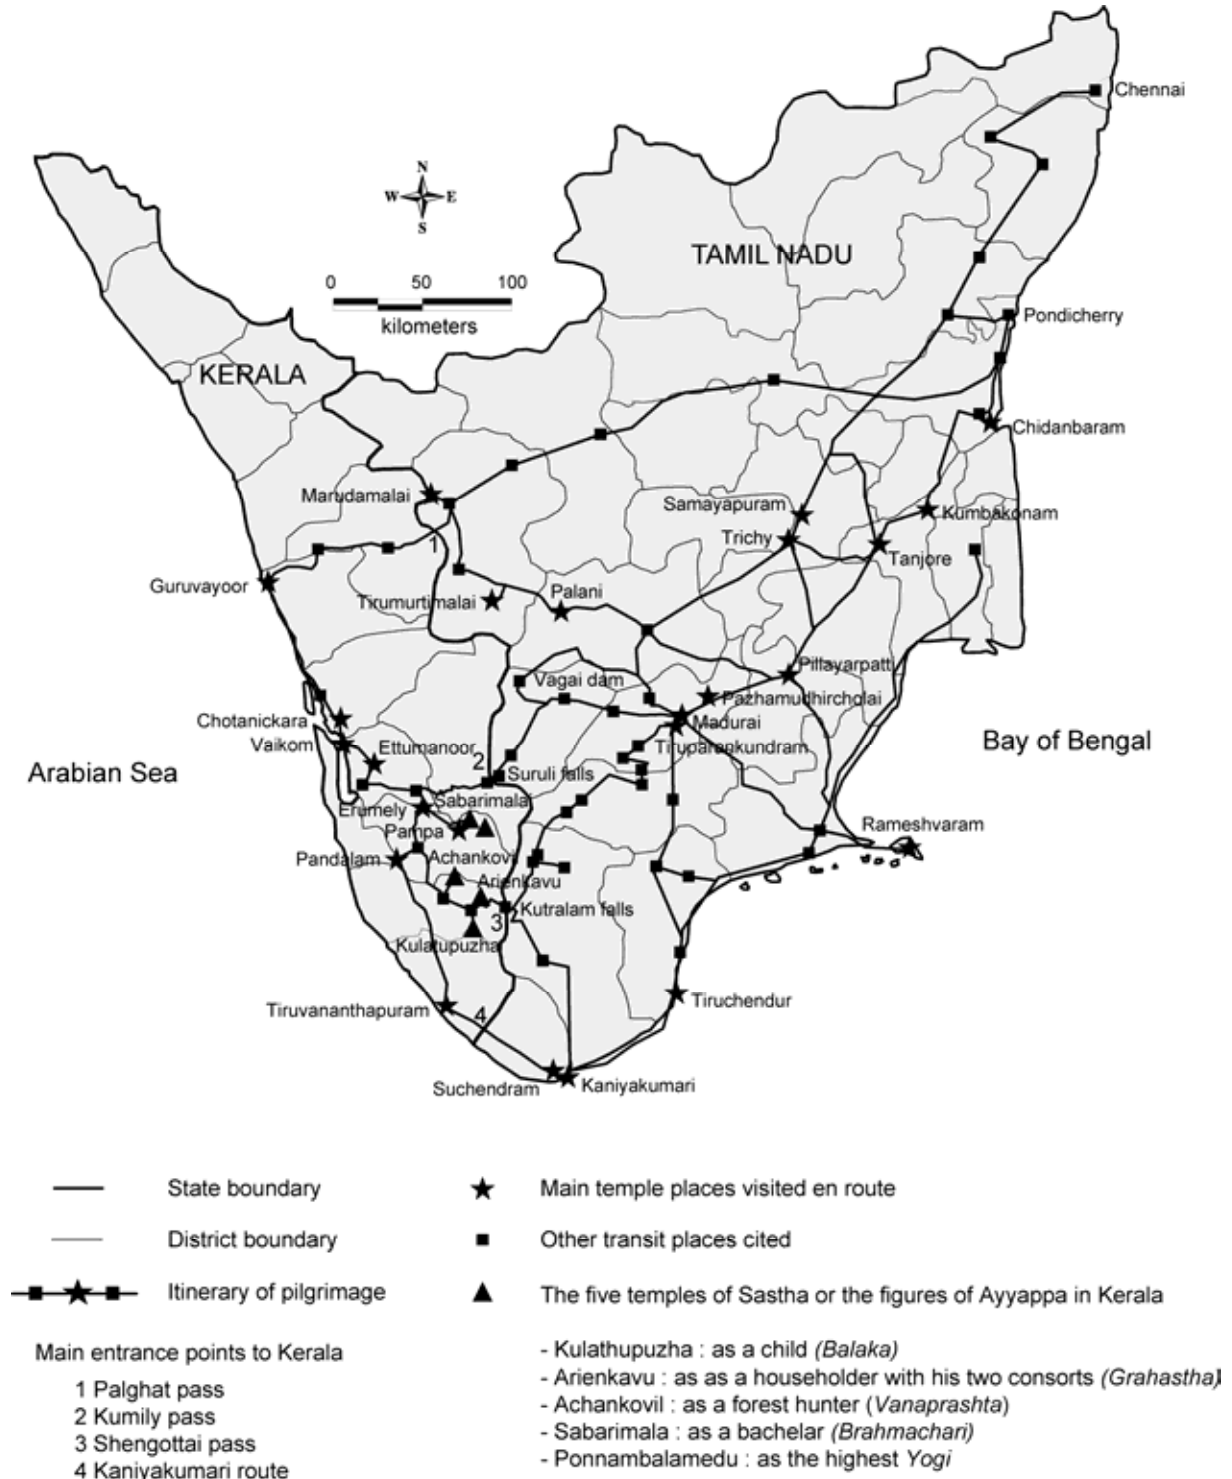 Chennai
N
W E
S
TAMIL NADU
0 50 100
kilometers
Pondicherry
KERALA
Chidanbaram
Marudamalai
Samayapuram
Kumbakonam
1
Trichy
Tanjore
Guruvayoor
Tirumurtimalai
Palani
Pillayarpatti
Vagai dam
Pazhamudhircholai
Chotanickara
Madurai
Vaikom
Ettumanoor
Tiruparankundram
Bay of Bengal
Arabian Sea
2
Suruli falls
Erumely
Sabarimalai
Pampa
Rameshvaram
Pandalam
Achankovi
Arienkavu
3
Kutralam falls
Kulatupuzha
Tiruvananthapuram
4
Tiruchendur
Suchendram
Kaniyakumari
State boundary
Main temple places visited en route
District boundary
Other transit places cited
Itinerary of pilgrimage
The five temples of Sastha or the figures of Ayyappa in Kerala
Main entrance points to Kerala
1 Palghat pass
2 Kumily pass
3 Shengottai pass
4 Kaniyakumari route
- Kulathupuzha : as a child (Balaka)
- Arienkavu : as as a householder with his two consorts (Grahastha)
- Achankovil : as a forest hunter (Vanaprashta)
- Sabarimala : as a bachelar (Brahmachari)
- Ponnambalamedu : as the highest Yogi